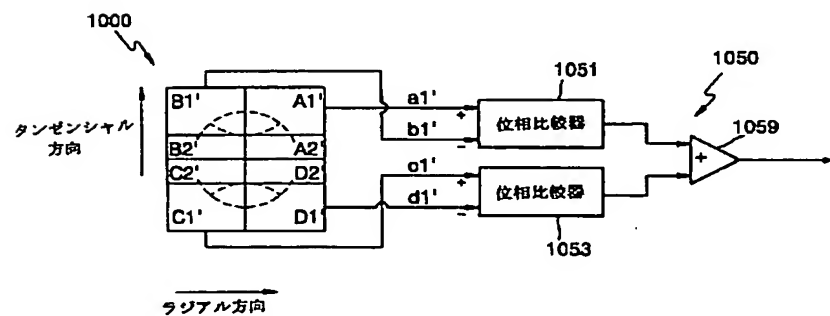 1000
B1'
A1'
a1'
+
b1'
-
位相比較器
1051
1050
1059
+
タンゼンシャル
方向
B2'
A2'
C2'
D2'
C1'
D1'
c1'
+
d1'
-
位相比較器
1053
ラジアル方向